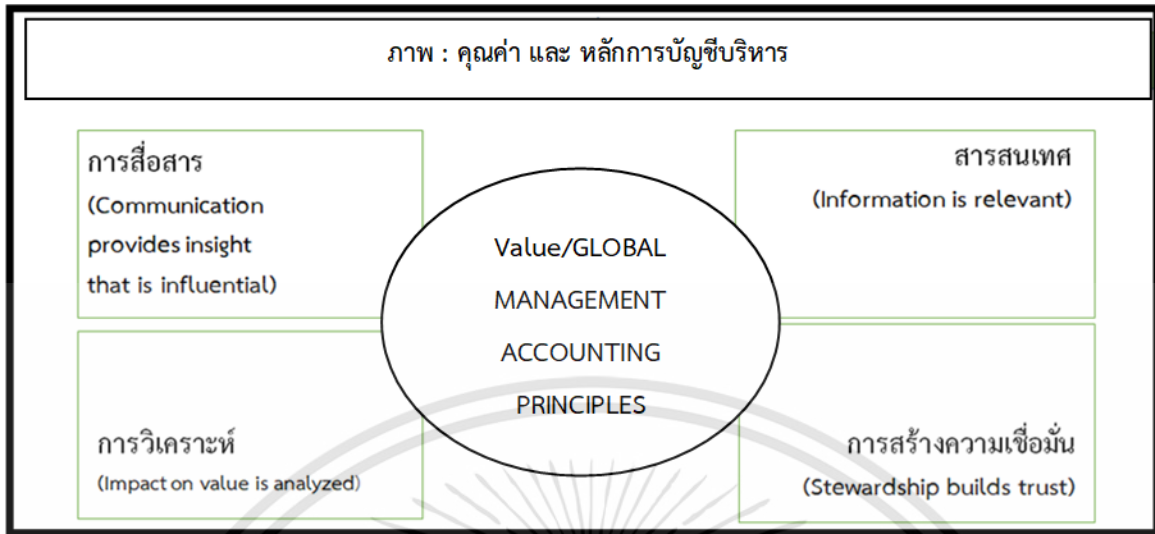 ภาพ : คุณค่า และ หลักการบัญชีบริหาร
การสื่อสาร
(Communication
provides insight
that is influential)
สารสนเทศ
(Information is relevant)
Value/GLOBAL
MANAGEMENT
ACCOUNTING
PRINCIPLES
การวิเคราะห์
(Impact on value is analyzed)
การสร้างความเชื่อมั่น
(Stewardship builds trust)